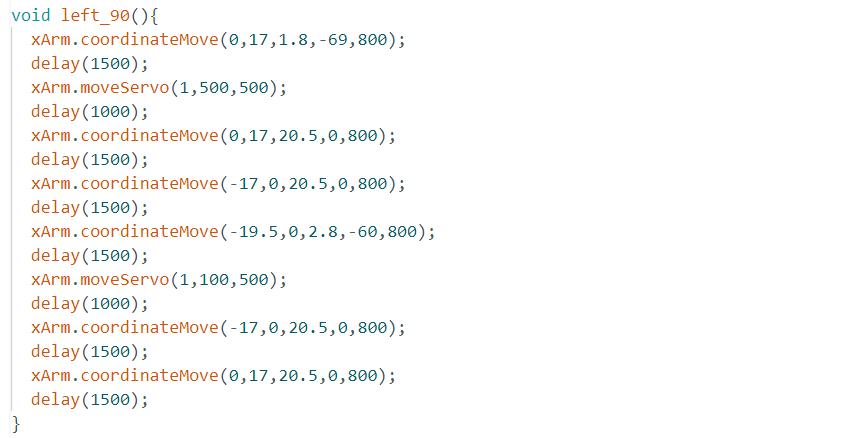 void left_90(){
  xArm.coordinateMove(0,17,1.8,-69,800);
  delay(1500);
  xArm.moveServo(1,500,500);
  delay(1000);
  xArm.coordinateMove(0,17,20.5,0,800);
  delay(1500);
  xArm.coordinateMove(-17,0,20.5,0,800);
  delay(1500);
  xArm.coordinateMove(-19.5,0,2.8,-60,800);
  delay(1500);
  xArm.moveServo(1,100,500);
  delay(1000);
  xArm.coordinateMove(-17,0,20.5,0,800);
  delay(1500);
  xArm.coordinateMove(0,17,20.5,0,800);
  delay(1500);
}